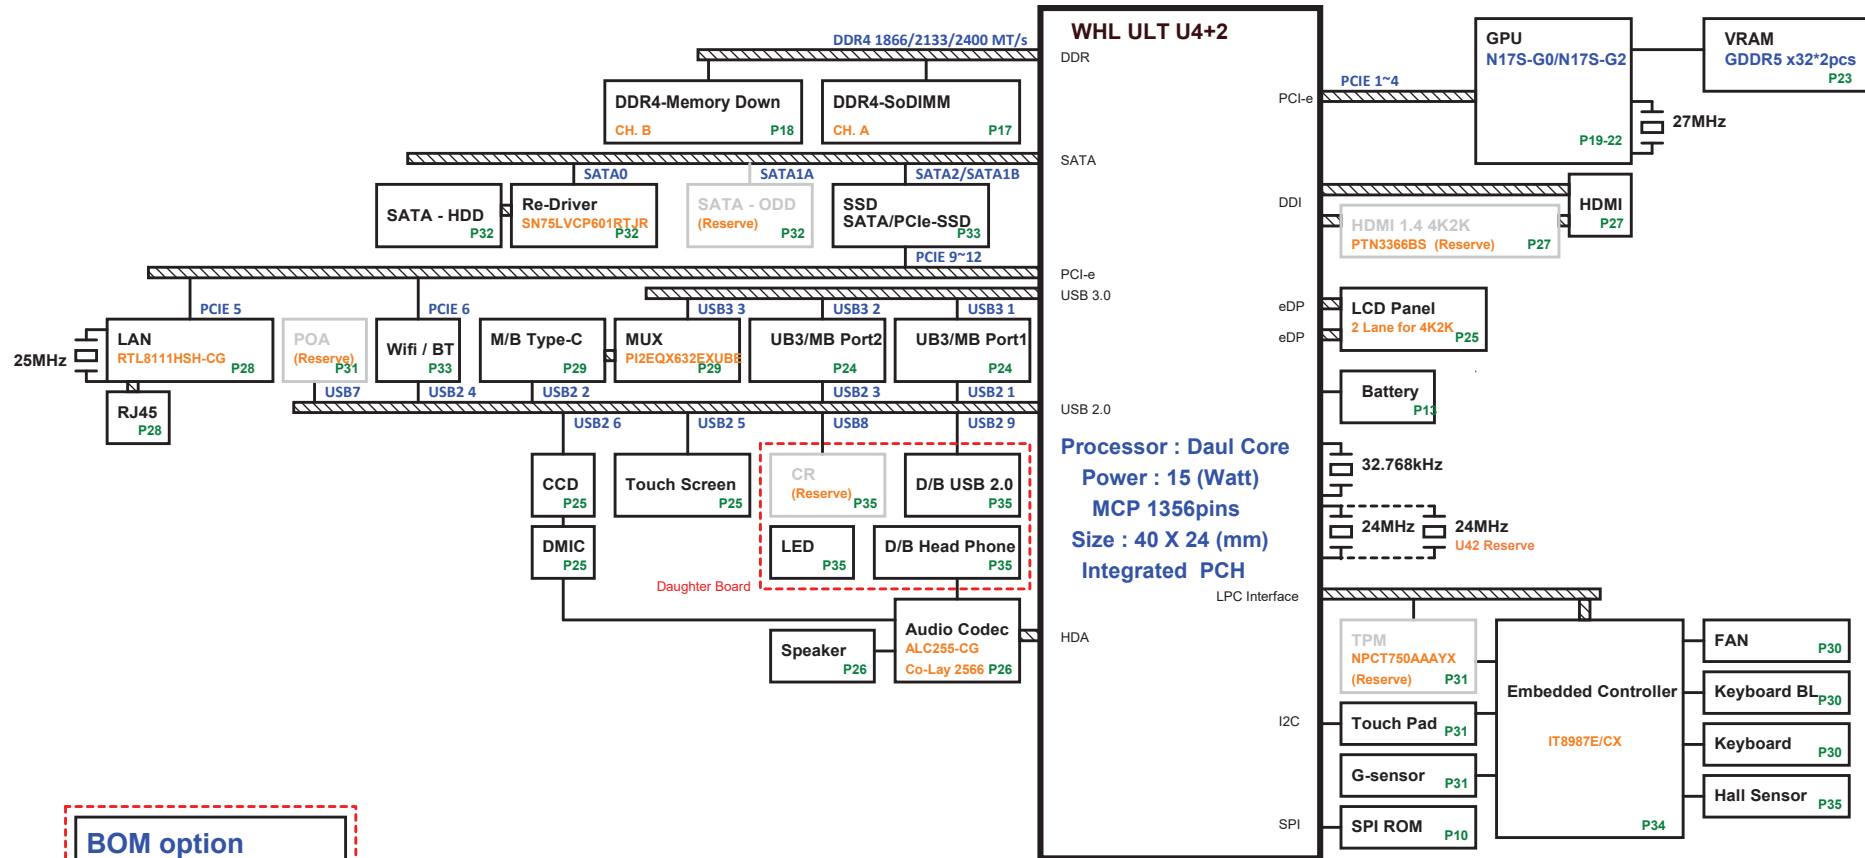 WHL ULT U4+2
DDR4 1866/2133/2400 MT/s
DDR
DDR4-Memory Down
CH. B
P18
DDR4-SoDIMM
CH. A
P17
SATA
SATA0
SATA1A
SATA2/SATA1B
SATA - HDD
P32
Re-Driver
SN75LVCP601RTJR
P32
SATA - ODD
(Reserve)
P32
SSD
SATA/PCIe-SSD
P33
PCIE 9~12
PCI-e
USB 3.0
PCIE 5
PCIE 6
USB3 3
USB3 2
USB3 1
25MHz
LAN
RTL8111HSH-CG
P28
POA
(Reserve)
P31
Wifi / BT
P33
M/B Type-C
P29
MUX
PI2EQX632EXUBE
P29
UB3/MB Port2
P24
UB3/MB Port1
P24
RJ45
P28
USB7
USB2 4
USB2 2
USB2 3
USB2 1
USB 2.0
USB2 6
USB2 5
USB8
USB2 9
CCD
P25
Touch Screen
P25
CR
(Reserve)
P35
D/B USB 2.0
P35
DMIC
P25
LED
P35
D/B Head Phone
P35
Daughter Board
Speaker
P26
Audio Codec
ALC255-CG
Co-Lay 2566 P26
HDA
Processor : Daul Core
Power : 15 (Watt)
MCP 1356pins
Size : 40 X 24 (mm)
Integrated PCH
PCI-e
PCIE 1~4
GPU
N17S-G0/N17S-G2
P19-22
VRAM
GDDR5 x32*2pcs
P23
27MHz
DDI
HDMI 1.4 4K2K
PTN3366BS (Reserve)
P27
HDMI
P27
eDP
eDP
LCD Panel
2 Lane for 4K2K
P25
Battery
P13
32.768kHz
24MHz
24MHz
U42 Reserve
LPC Interface
TPM
NPCT750AAAYX
(Reserve)
P31
I2C
Touch Pad
P31
G-sensor
P31
SPI
SPI ROM
P10
Embedded Controller
IT8987E/CX
P34
FAN
P30
Keyboard BL
P30
Keyboard
P30
Hall Sensor
P35
BOM option